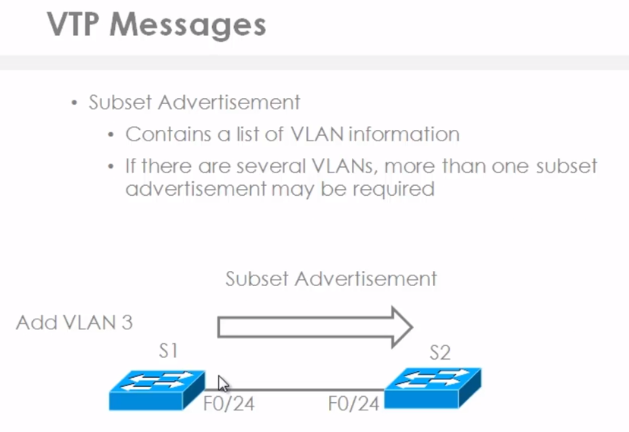 VTP Messages
• Subset Advertisement
• Contains a list of VLAN information
• If there are several VLANs, more than one subset
advertisement may be required
Subset Advertisement
Add VLAN 3
S1
S2
F0/24
F0/24